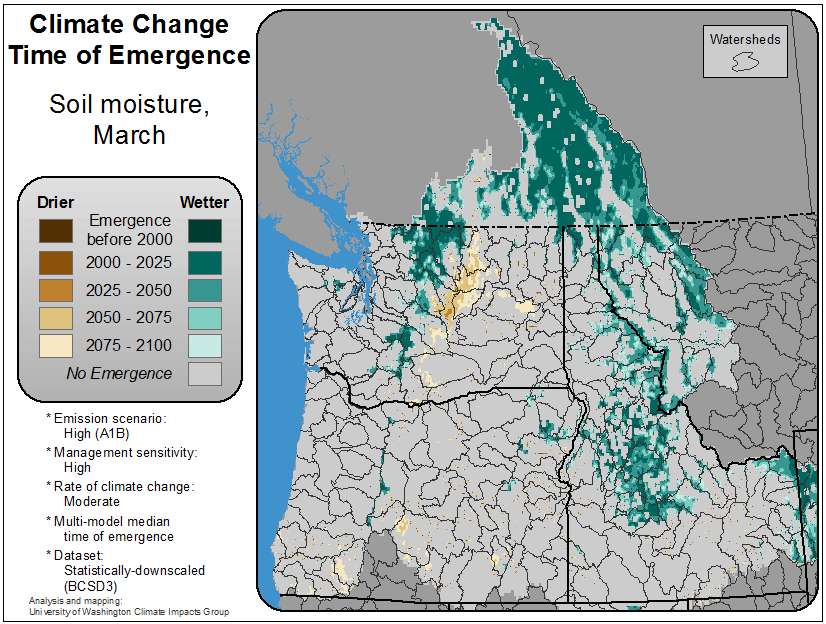 Climate Change
Time of Emergence
Soil moisture,
March
Drier
Wetter
Emergence
before 2000
2000 - 2025
2025 - 2050
2050 - 2075
2075 - 2100
No Emergence
* Emission scenario:
High (A1B)
* Management sensitivity:
High
* Rate of climate change:
Moderate
* Multi-model median
time of emergence
* Dataset:
Statistically-downscaled
(BCSD3)
Analysis and mapping:
University of Washington Climate Impacts Group
Watersheds